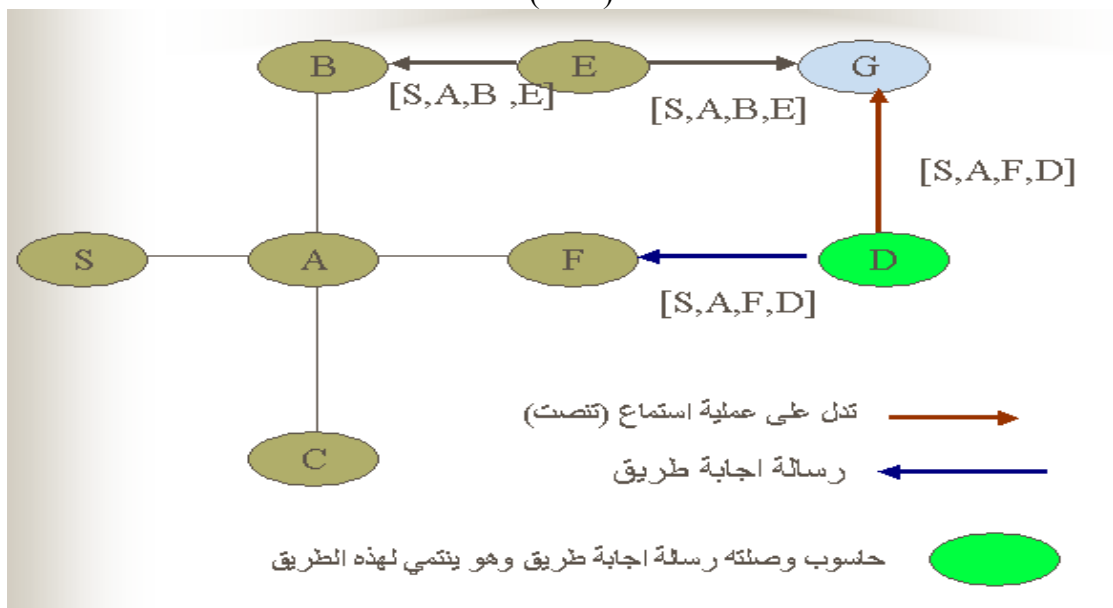 B E G
[S,A,B ,E] [S,A,B,E]
[S,A,F,D]
S A F D
[S,A,F,D]
تدل على عملية استماع (تنصت)
رسالة اجابة طريق
C
حاسوب وصلته رسالة اجابة طريق وهو ينتمي لهذه الطريق